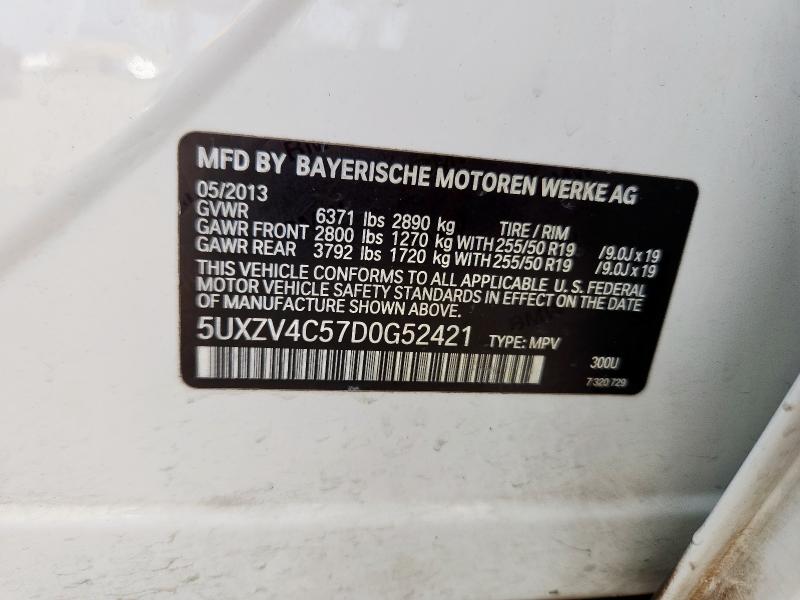 MFD BY BAYERISCHE MOTOREN WERKE AG
05/2013
GVWR 6371 lbs 2890 kg TIRE / RIM
GAWR FRONT 2800 lbs 1270 kg WITH 255/50 R19 /9.0J x 19
GAWR REAR 3792 lbs 1720 kg WITH 255/50 R19 /9.0J x 19
THIS VEHICLE CONFORMS TO ALL APPLICABLE U. S. FEDERAL
MOTOR VEHICLE SAFETY STANDARDS IN EFFECT ON THE DATE
OF MANUFACTURE SHOWN ABOVE.
5UXZV4C57D0G52421 TYPE: MPV
300U
7 320 729